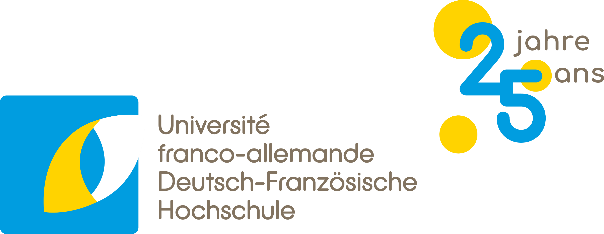 25 jahre
ans
Université
franco-allemande
Deutsch-Französische
Hochschule